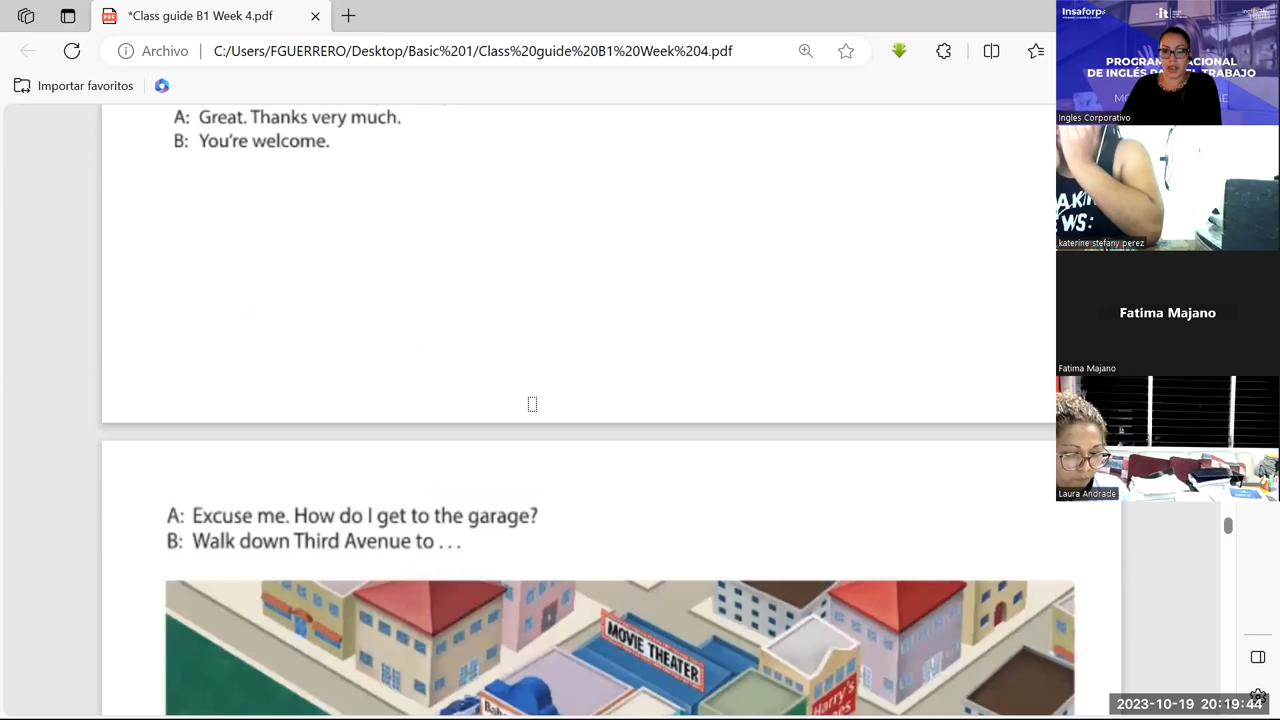 *Class guide B1 Week 4.pdf
Archivo
C:/Users/FGUERRERO/Desktop/Basic%201/Class%20guide%20B1%20Week%204.pdf
Importar favoritos
A: Great. Thanks very much.
B: You're welcome.
A: Excuse me. How do I get to the garage?
B: Walk down Third Avenue to . . .
MOVIE THEATER
Harry's
Insaforp
it
PROGRAMA NACIONAL
DE INGLÉS PARA EL TRABAJO
Ingles Corporativo
katerine stefany perez
Fatima Majano
Fatima Majano
Laura Andrade
2023-10-19 20:19:44